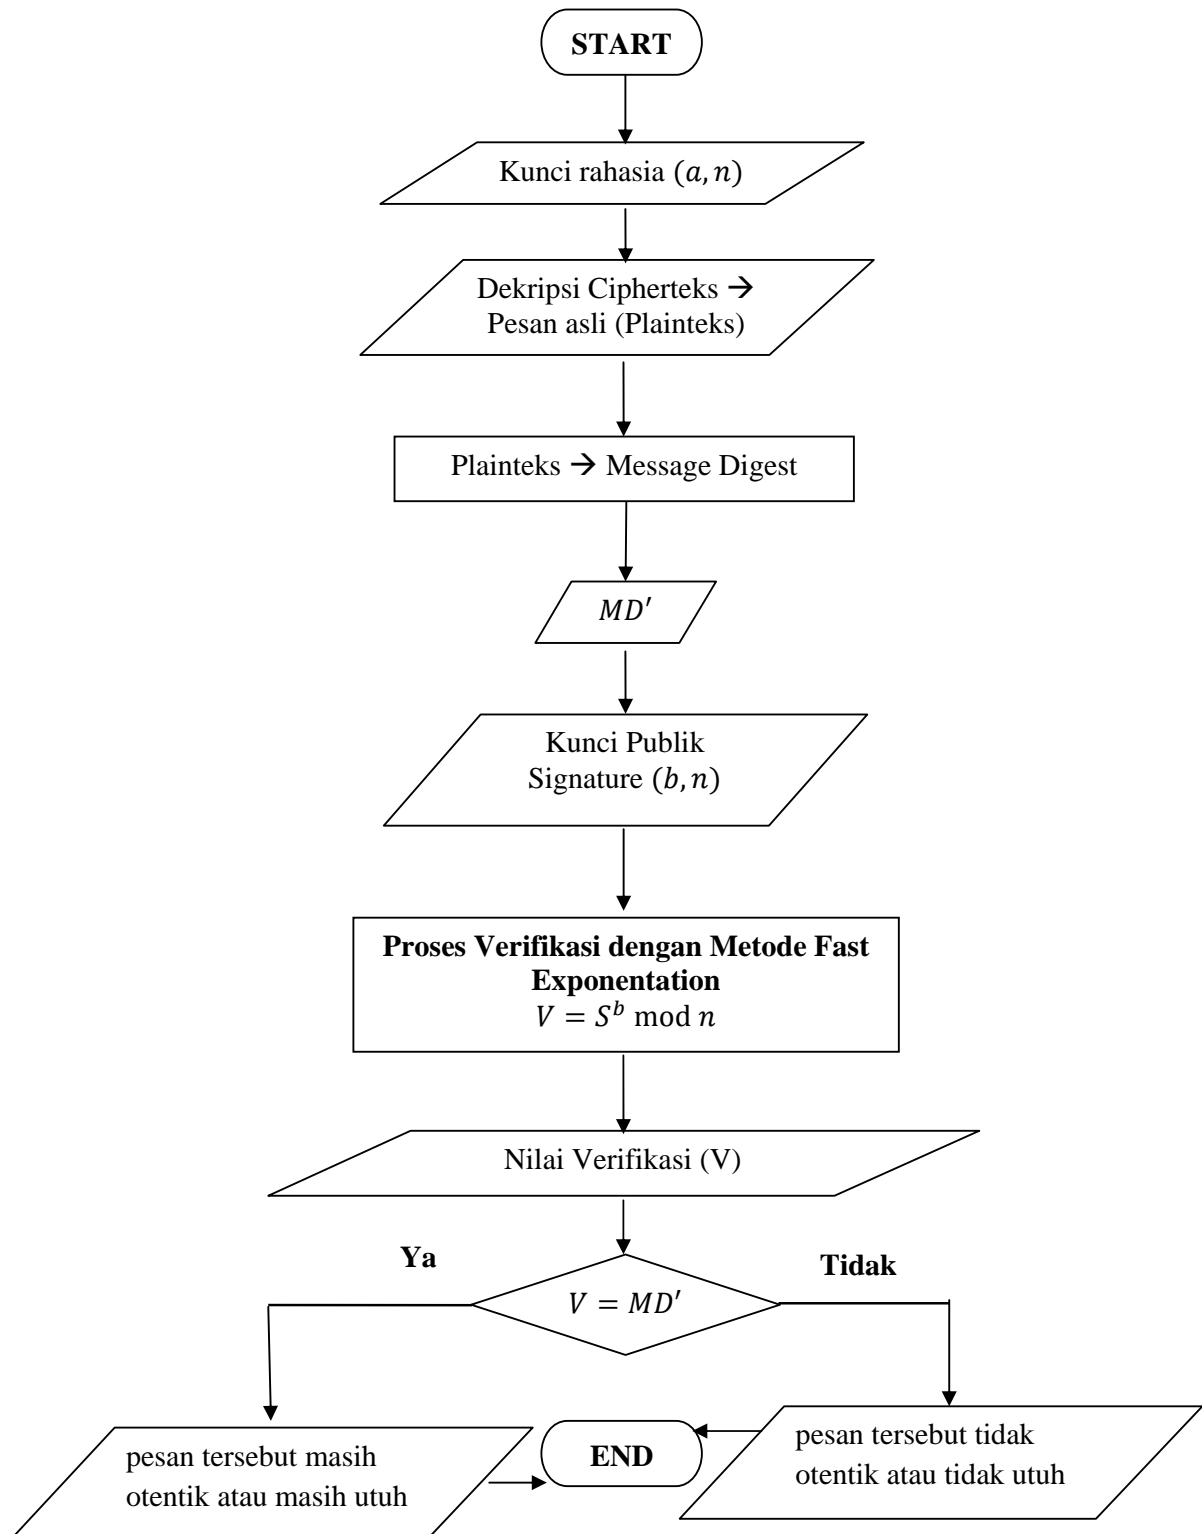 START
Kunci rahasia (𝑎, 𝑛)
Dekripsi Cipherteks →
Pesan asli (Plainteks)
Plainteks → Message Digest
𝑀𝐷′
Kunci Publik
Signature (𝑏, 𝑛)
Proses Verifikasi dengan Metode Fast
Exponentation
𝑉 = 𝑆ᵇ mod 𝑛
Nilai Verifikasi (V)
Ya
Tidak
𝑉 = 𝑀𝐷′
pesan tersebut masih
otentik atau masih utuh
END
pesan tersebut tidak
otentik atau tidak utuh